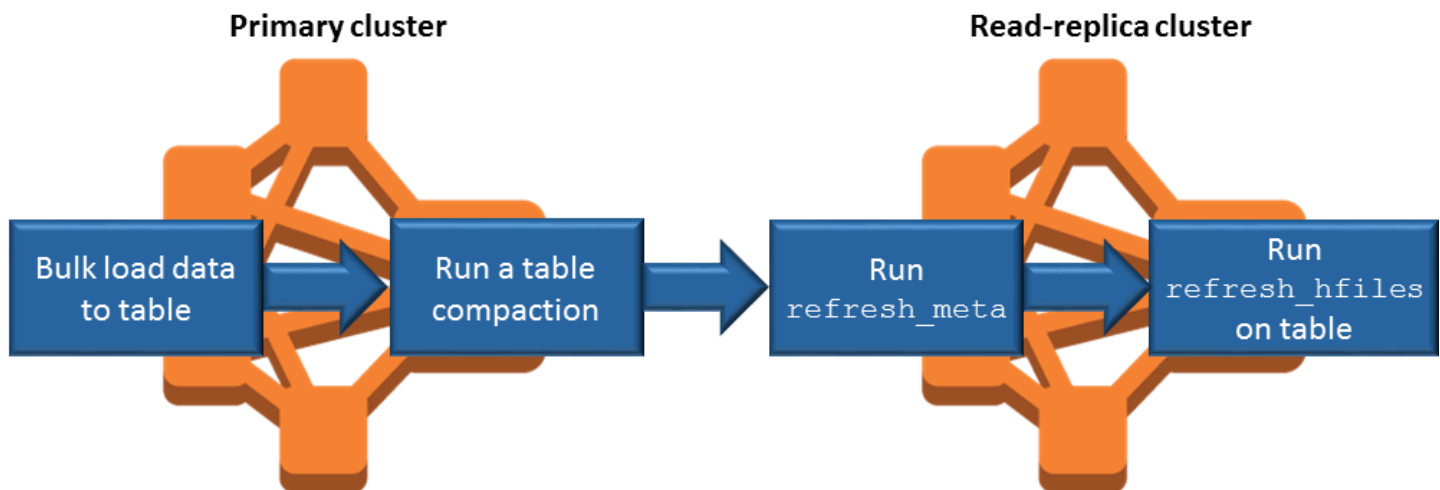 Primary cluster
Read-replica cluster
Bulk load data
to table
Run a table
compaction
Run
refresh_meta
Run
refresh_hfiles
on table